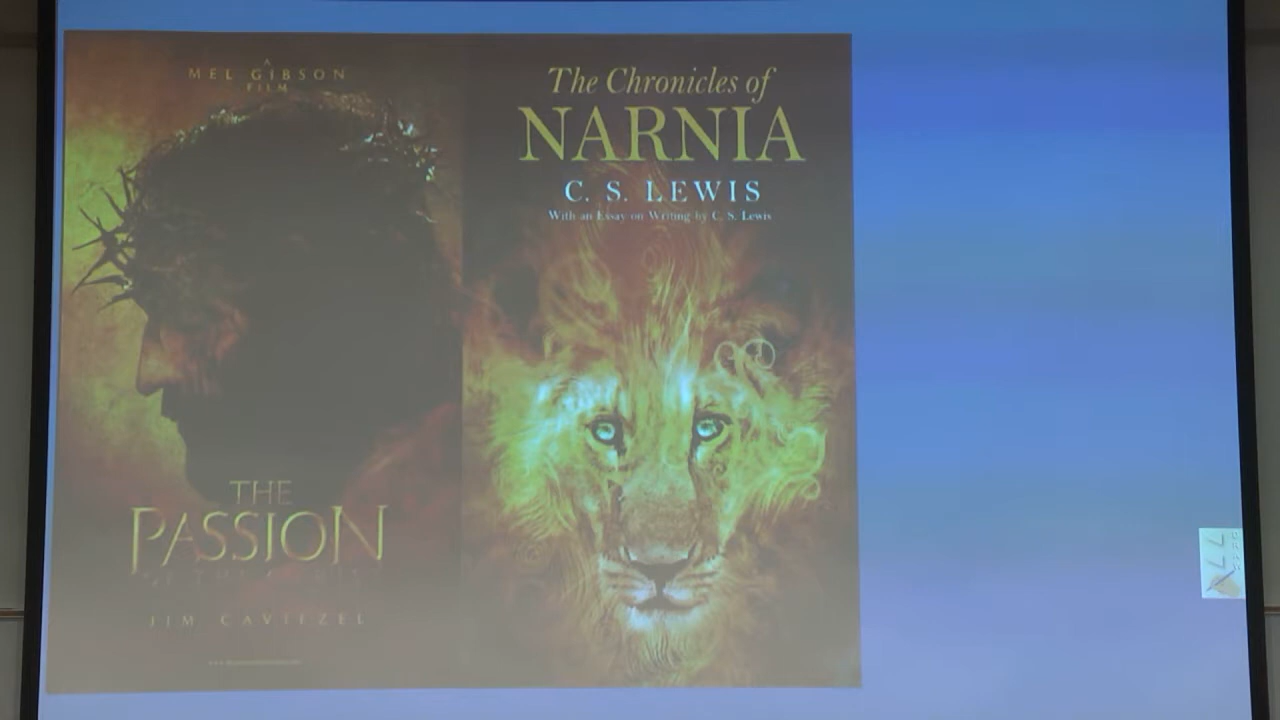 A
MEL GIBSON
FILM
THE
PASSION
JIM CAVIEZEL
The Chronicles of
NARNIA
C. S. LEWIS
With an Essay on Writing by C. S. Lewis